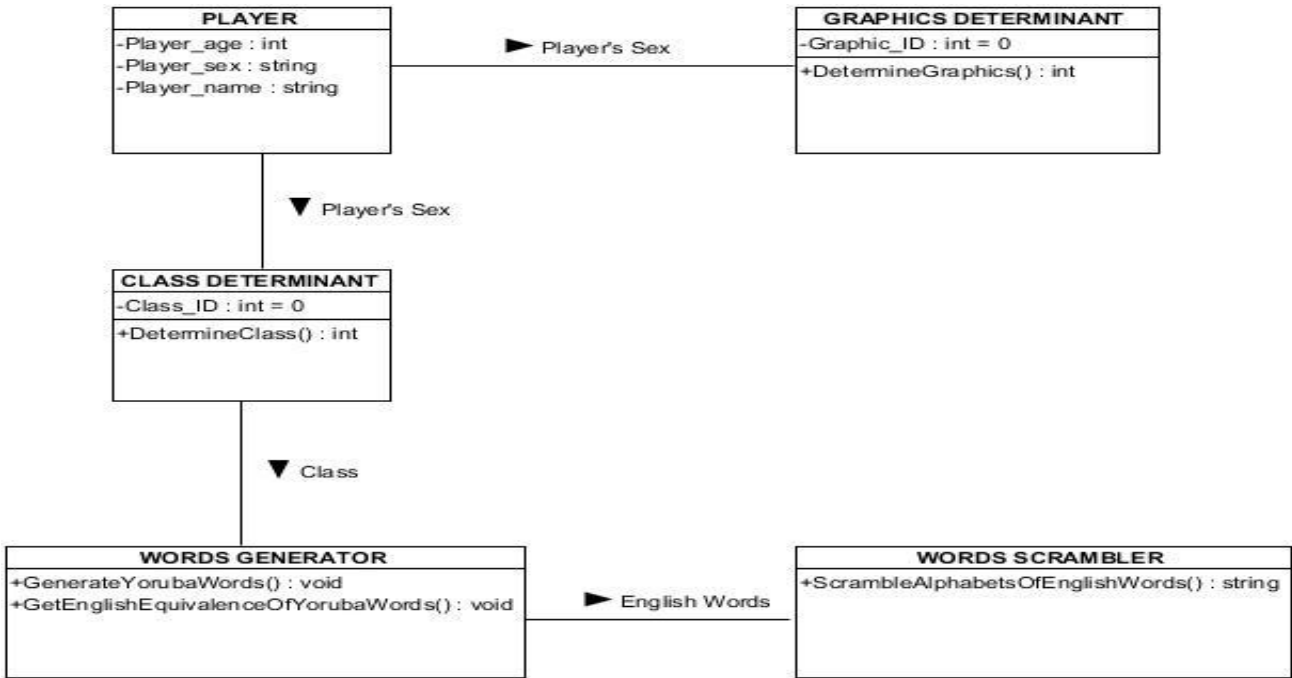 PLAYER
-Player_age : int
-Player_sex : string
-Player_name : string
Player's Sex
GRAPHICS DETERMINANT
-Graphic_ID : int = 0
+DetermineGraphics() : int
Player's Sex
CLASS DETERMINANT
-Class_ID : int = 0
+DetermineClass() : int
Class
WORDS GENERATOR
+GenerateYorubaWords() : void
+GetEnglishEquivalenceOfYorubaWords() : void
English Words
WORDS SCRAMBLER
+ScrambleAlphabetsOfEnglishWords() : string